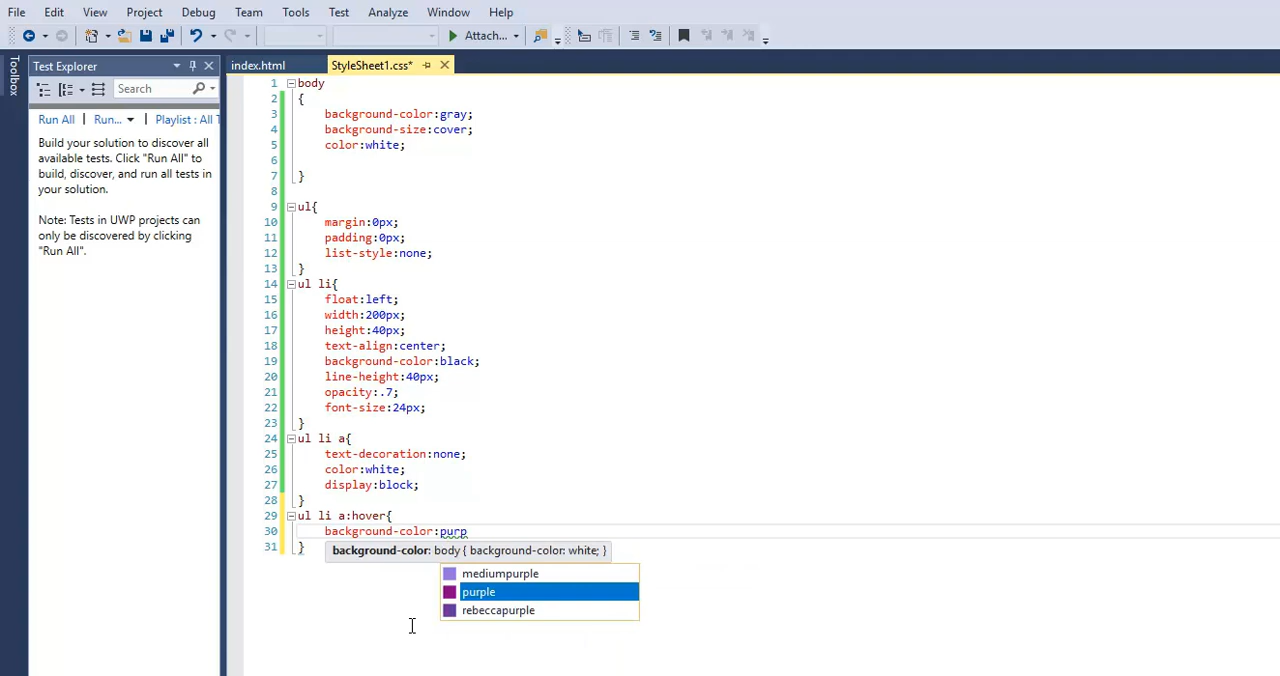 File Edit View Project Debug Team Tools Test Analyze Window Help
Attach...
Toolbox
Test Explorer
index.html StyleSheet1.css*
Search
Run All Run... Playlist : All T
Build your solution to discover all
available tests. Click "Run All" to
build, discover, and run all tests in
your solution.
Note: Tests in UWP projects can
only be discovered by clicking
"Run All".
1 body
2 {
3 background-color:gray;
4 background-size:cover;
5 color:white;
6
7 }
8
9 ul{
10 margin:0px;
11 padding:0px;
12 list-style:none;
13 }
14 ul li{
15 float:left;
16 width:200px;
17 height:40px;
18 text-align:center;
19 background-color:black;
20 line-height:40px;
21 opacity:.7;
22 font-size:24px;
23 }
24 ul li a{
25 text-decoration:none;
26 color:white;
27 display:block;
28 }
29 ul li a:hover{
30 background-color:purp
31 }
background-color: body { background-color: white; }
mediumpurple
purple
rebeccapurple